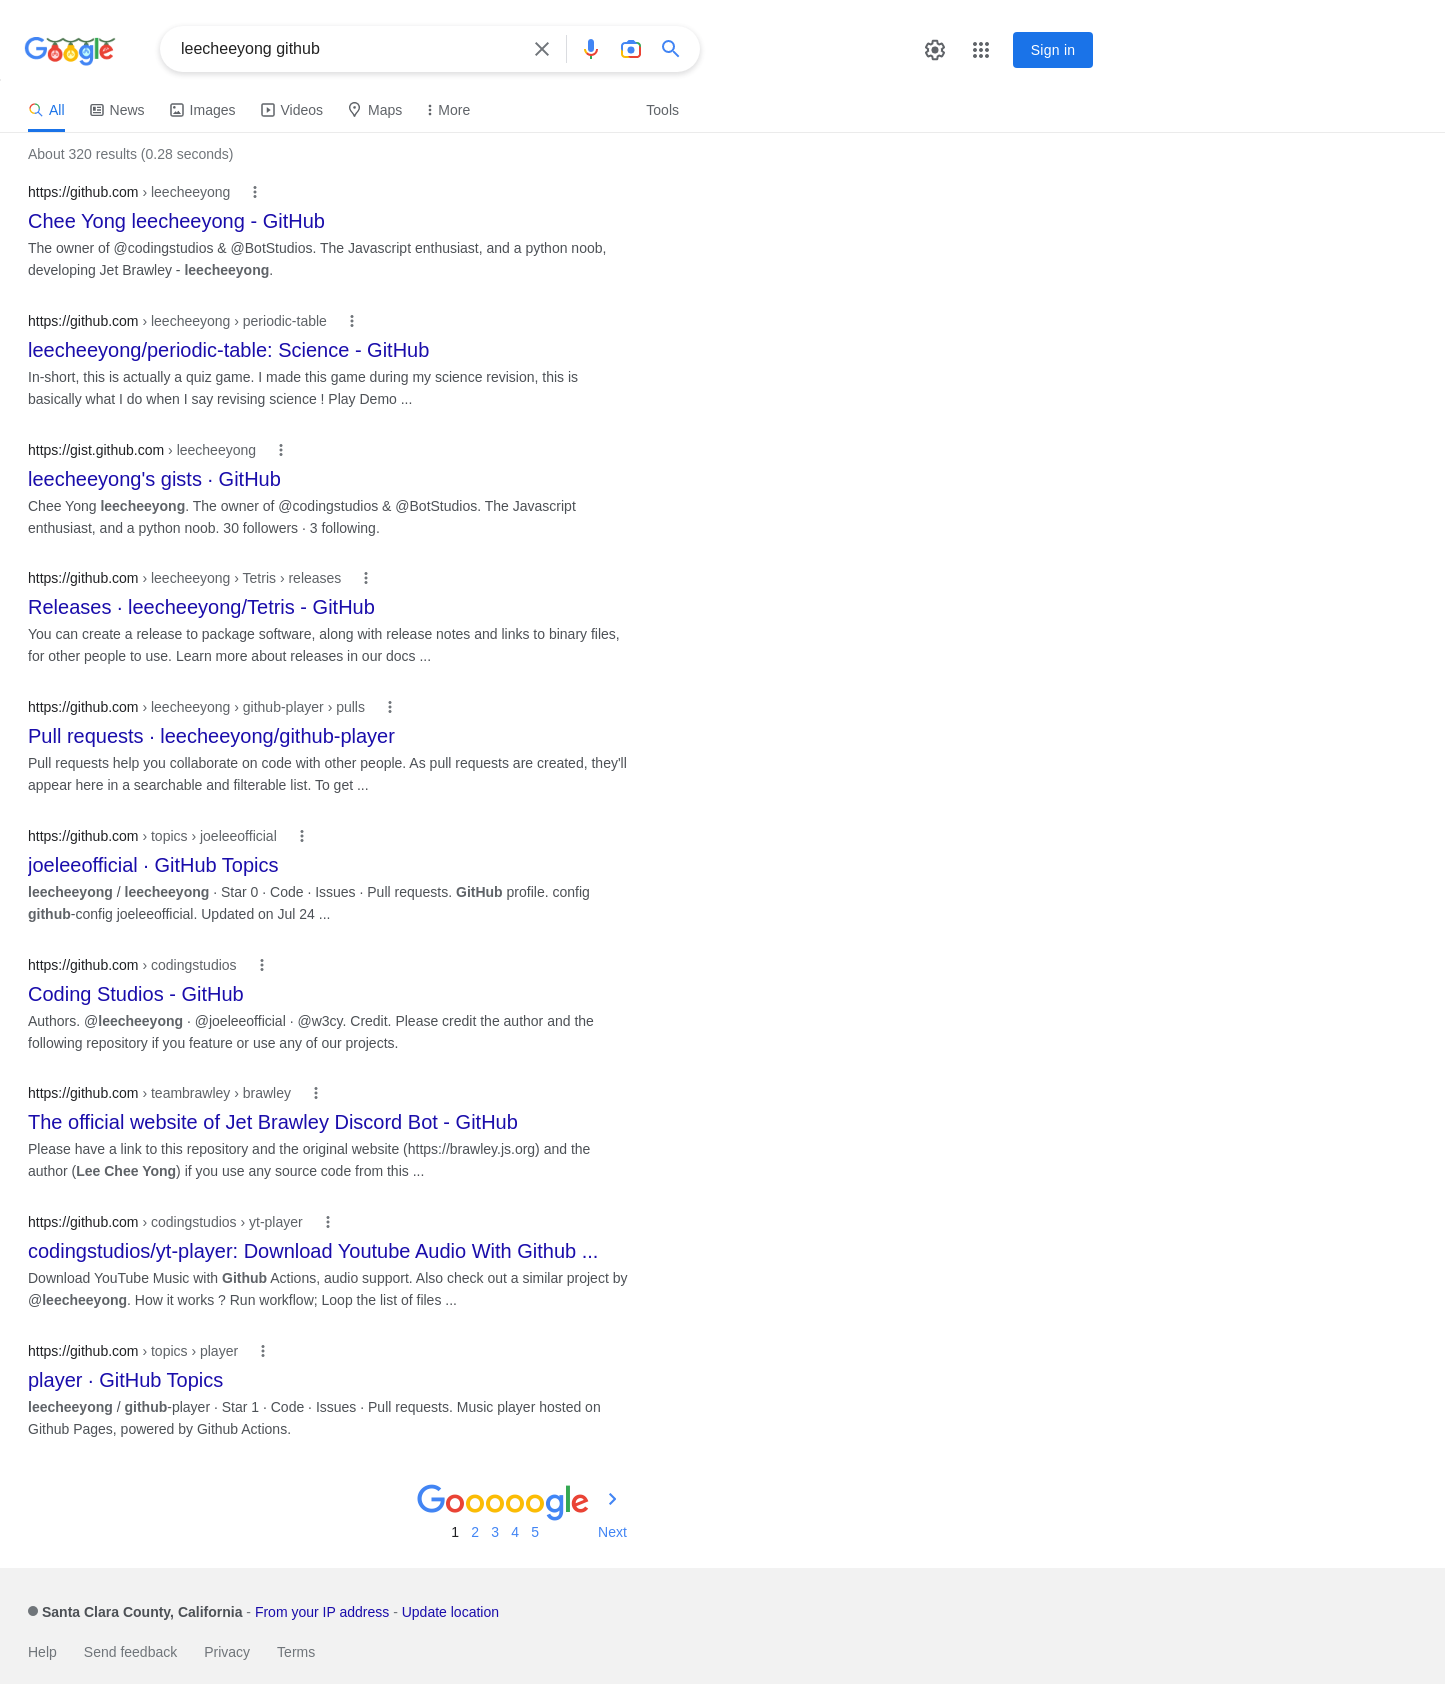 Google
leecheeyong github
Sign in
All News Images Videos Maps More Tools
About 320 results (0.28 seconds)
https://github.com › leecheeyong
Chee Yong leecheeyong - GitHub
The owner of @codingstudios & @BotStudios. The Javascript enthusiast, and a python noob,
developing Jet Brawley - leecheeyong.
https://github.com › leecheeyong › periodic-table
leecheeyong/periodic-table: Science - GitHub
In-short, this is actually a quiz game. I made this game during my science revision, this is
basically what I do when I say revising science ! Play Demo ...
https://gist.github.com › leecheeyong
leecheeyong's gists · GitHub
Chee Yong leecheeyong. The owner of @codingstudios & @BotStudios. The Javascript
enthusiast, and a python noob. 30 followers · 3 following.
https://github.com › leecheeyong › Tetris › releases
Releases · leecheeyong/Tetris - GitHub
You can create a release to package software, along with release notes and links to binary files,
for other people to use. Learn more about releases in our docs ...
https://github.com › leecheeyong › github-player › pulls
Pull requests · leecheeyong/github-player
Pull requests help you collaborate on code with other people. As pull requests are created, they'll
appear here in a searchable and filterable list. To get ...
https://github.com › topics › joeleeofficial
joeleeofficial · GitHub Topics
leecheeyong / leecheeyong · Star 0 · Code · Issues · Pull requests. GitHub profile. config
github-config joeleeofficial. Updated on Jul 24 ...
https://github.com › codingstudios
Coding Studios - GitHub
Authors. @leecheeyong · @joeleeofficial · @w3cy. Credit. Please credit the author and the
following repository if you feature or use any of our projects.
https://github.com › teambrawley › brawley
The official website of Jet Brawley Discord Bot - GitHub
Please have a link to this repository and the original website (https://brawley.js.org) and the
author (Lee Chee Yong) if you use any source code from this ...
https://github.com › codingstudios › yt-player
codingstudios/yt-player: Download Youtube Audio With Github ...
Download YouTube Music with Github Actions, audio support. Also check out a similar project by
@leecheeyong. How it works ? Run workflow; Loop the list of files ...
https://github.com › topics › player
player · GitHub Topics
leecheeyong / github-player · Star 1 · Code · Issues · Pull requests. Music player hosted on
Github Pages, powered by Github Actions.
Goooooogle
1 2 3 4 5 Next
Santa Clara County, California - From your IP address - Update location
Help Send feedback Privacy Terms